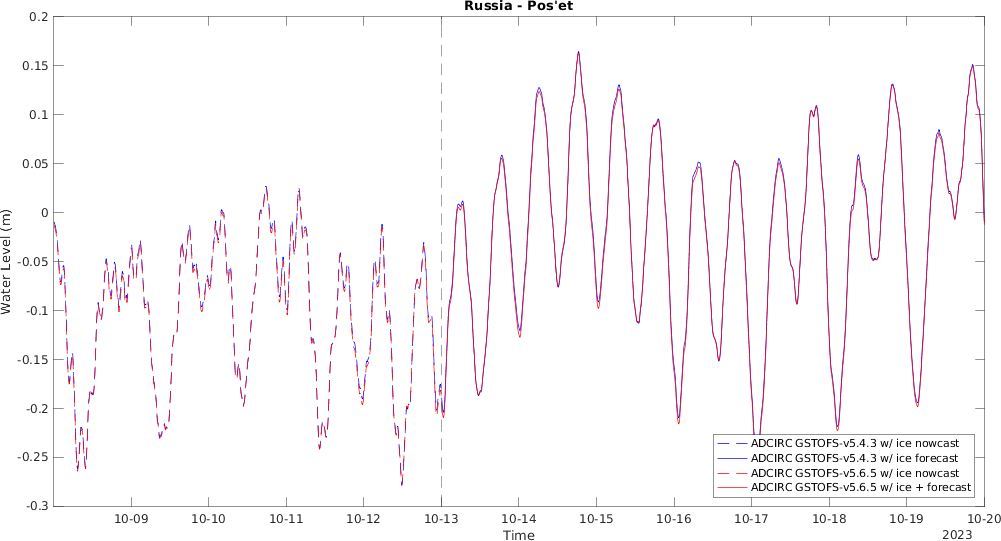 Russia - Pos'et
0.2
0.15
0.1
0.05
0
-0.05
-0.1
-0.15
-0.2
-0.25
-0.3
Water Level (m)
ADCIRC GSTOFS-v5.4.3 w/ ice nowcast
ADCIRC GSTOFS-v5.4.3 w/ ice forecast
ADCIRC GSTOFS-v5.6.5 w/ ice nowcast
ADCIRC GSTOFS-v5.6.5 w/ ice + forecast
10-09 10-10 10-11 10-12 10-13 10-14 10-15 10-16 10-17 10-18 10-19 10-20
Time
2023